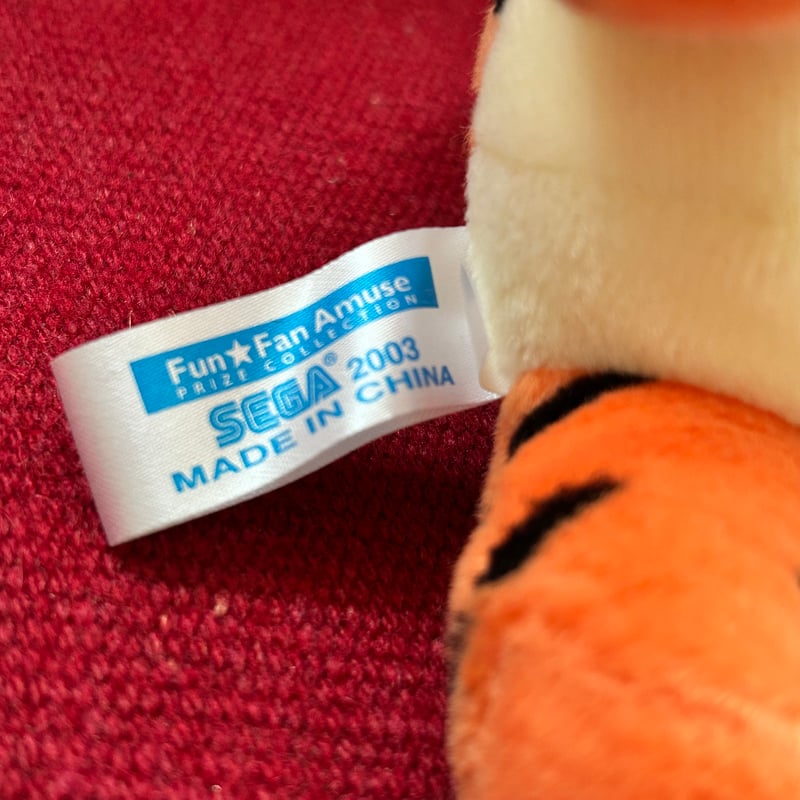 Fun★Fan Amuse
PRIZE COLLECTION
SEGA® 2003
MADE IN CHINA